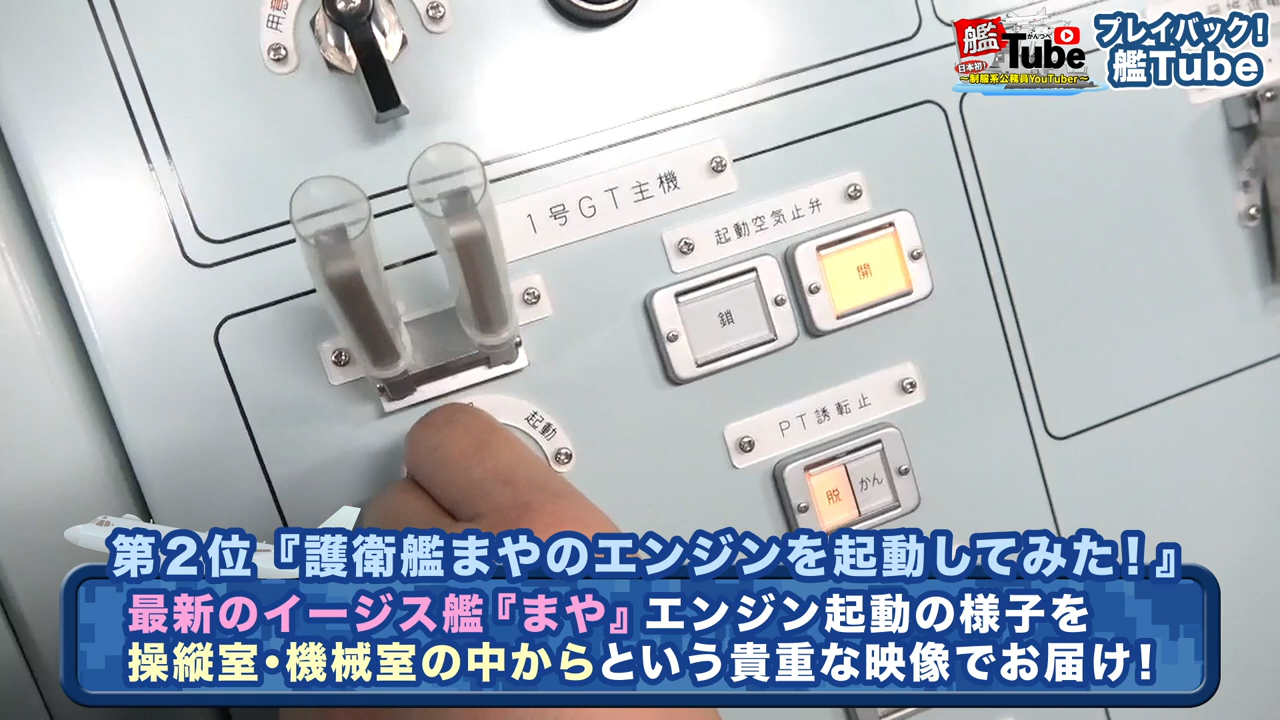 用意
艦Tube
かんつべ
日本初!
～制服系公務員YouTuber～
プレイバック!
艦Tube
1号GT主機
起動空気止弁
鎖
開
起動
PT誘転止
脱
かん
第2位『護衛艦まやのエンジンを起動してみた!』
最新のイージス艦『まや』エンジン起動の様子を
操縦室・機械室の中からという貴重な映像でお届け!